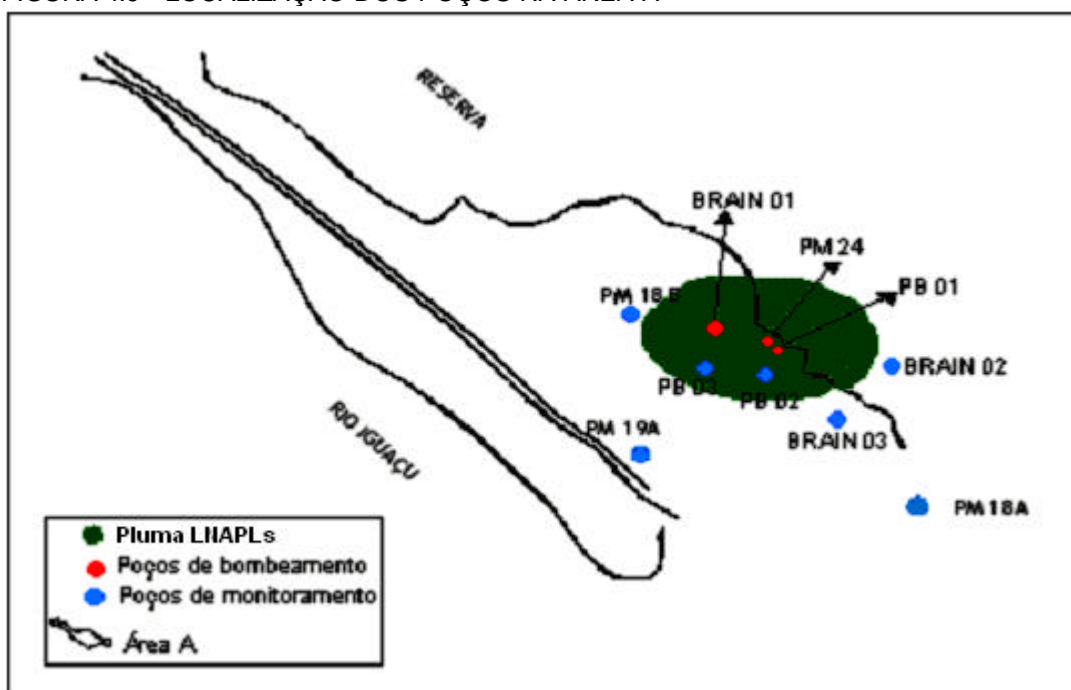 RESERVA
BRAIN 01
PM 24
PB 01
PM 18 B
BRAIN 02
PB 03
PB 02
BRAIN 03
PM 19A
RIO IGUAÇU
PM 18A
Pluma LNAPLs
Poços de bombeamento
Poços de monitoramento
Área A